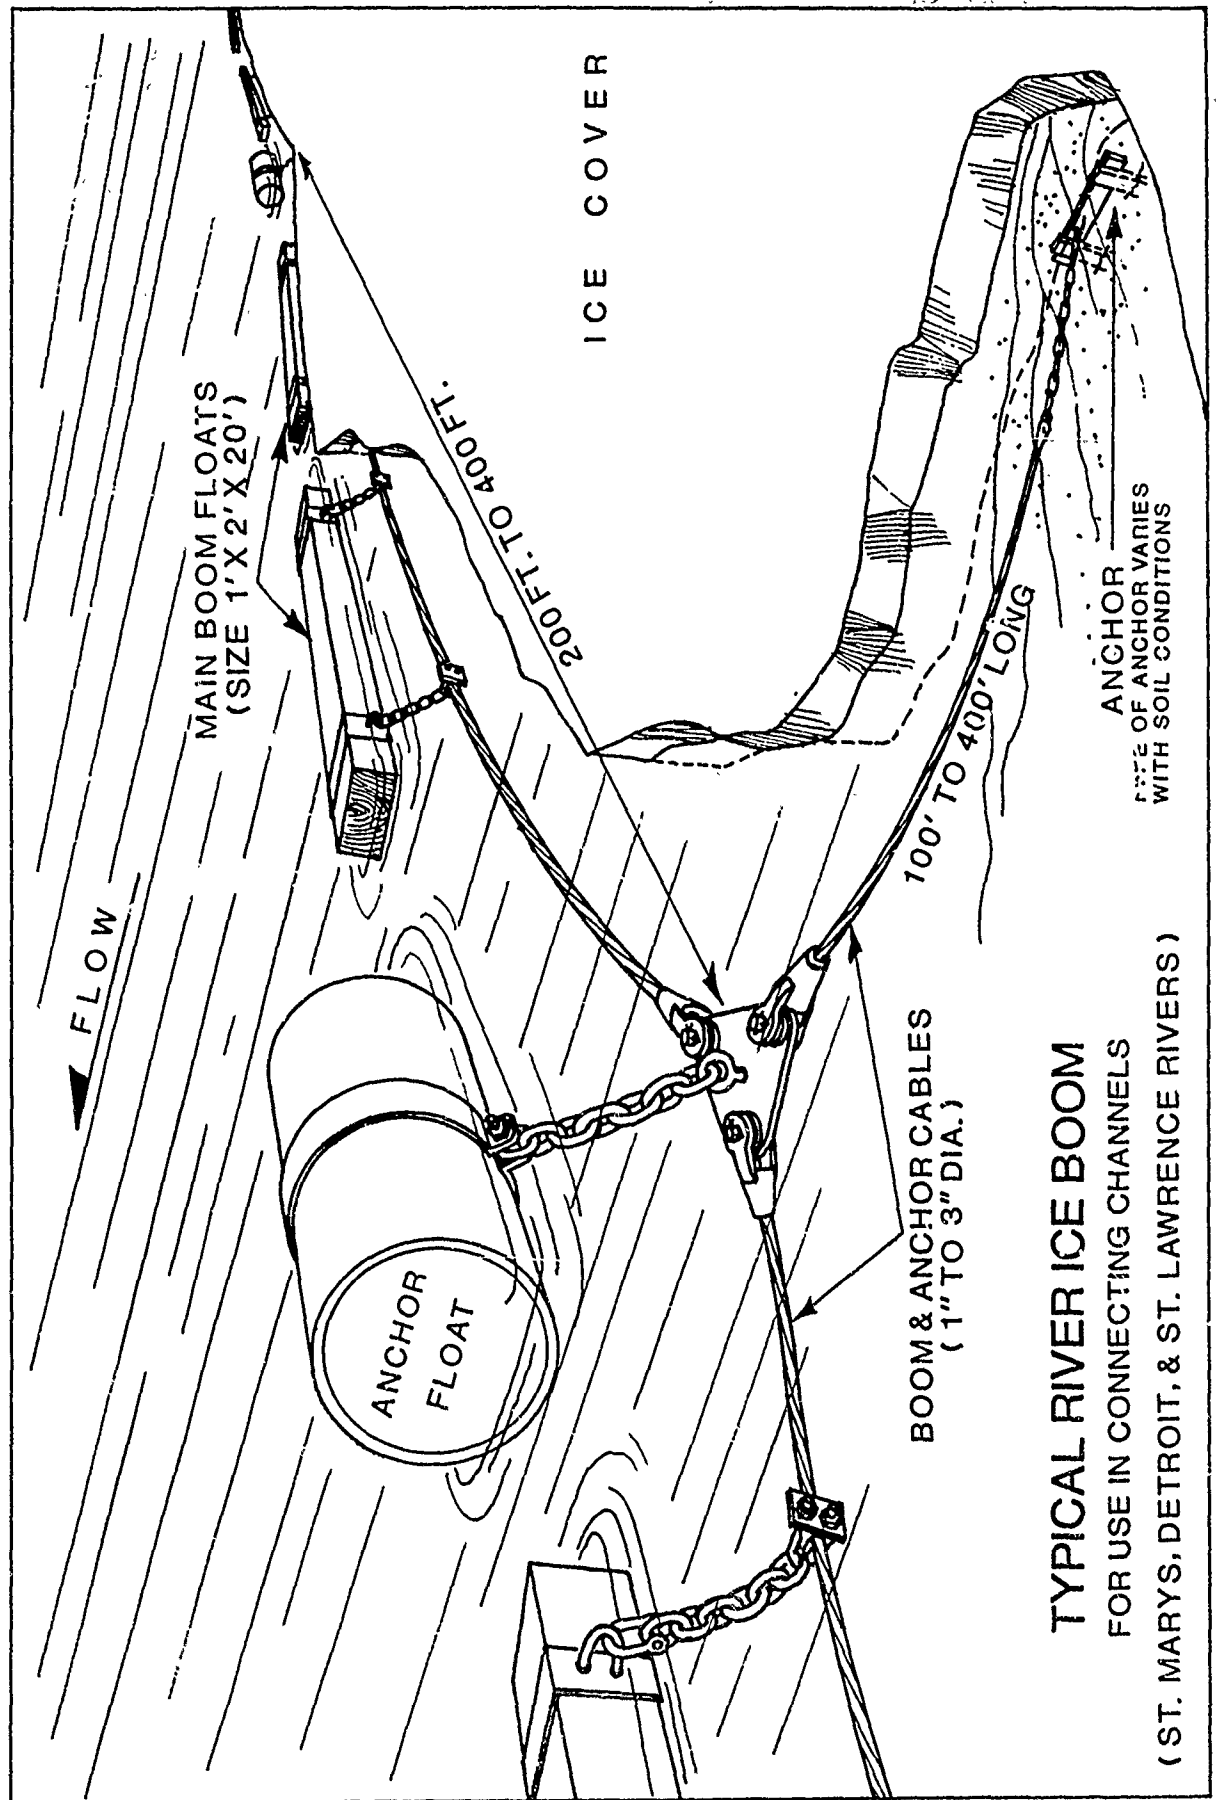 FLOW
MAIN BOOM FLOATS
(SIZE 1' X 2' X 20')
ICE COVER
200 FT. TO 400 FT.
ANCHOR
FLOAT
100' TO 400' LONG
BOOM & ANCHOR CABLES
(1" TO 3" DIA.)
ANCHOR
OF ANCHOR VARIES
WITH SOIL CONDITIONS
TYPICAL RIVER ICE BOOM
FOR USE IN CONNECTING CHANNELS
(ST. MARYS, DETROIT, & ST. LAWRENCE RIVERS)